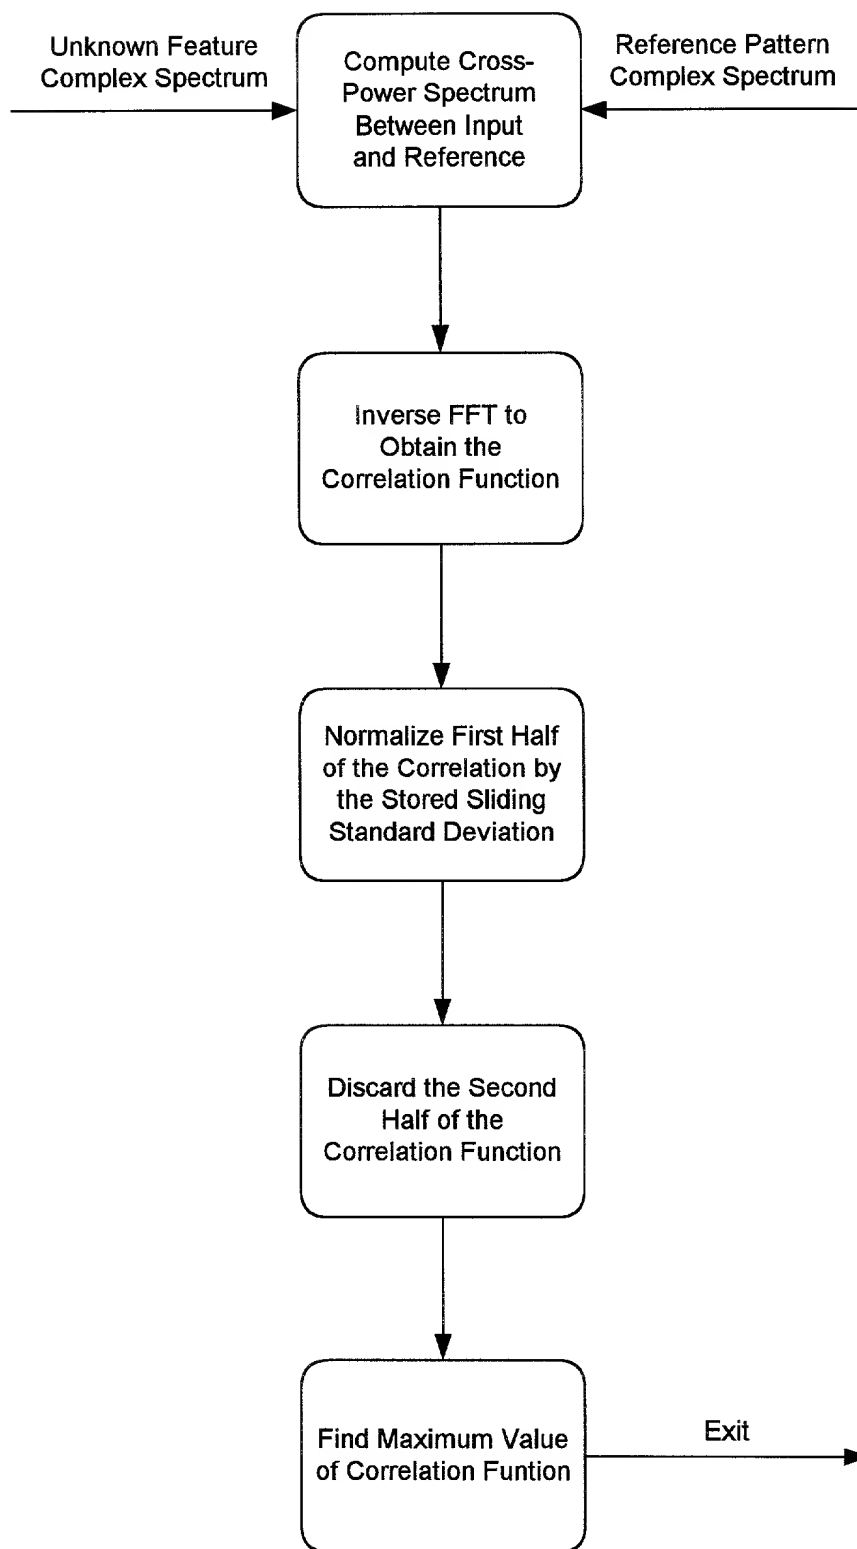 Unknown Feature
Complex Spectrum
Compute Cross-
Power Spectrum
Between Input
and Reference
Reference Pattern
Complex Spectrum
Inverse FFT to
Obtain the
Correlation Function
Normalize First Half
of the Correlation by
the Stored Sliding
Standard Deviation
Discard the Second
Half of the
Correlation Function
Find Maximum Value
of Correlation Funtion
Exit